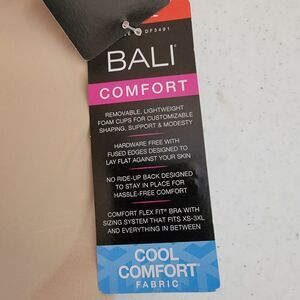 DF3491
BALI®
COMFORT
REMOVABLE, LIGHTWEIGHT
FOAM CUPS FOR CUSTOMIZABLE
SHAPING, SUPPORT & MODESTY
HARDWARE FREE WITH
FUSED EDGES DESIGNED TO
LAY FLAT AGAINST YOUR SKIN
NO RIDE-UP BACK DESIGNED
TO STAY IN PLACE FOR
HASSLE-FREE COMFORT
COMFORT FLEX FIT® BRA WITH
SIZING SYSTEM THAT FITS XS-3XL
AND EVERYTHING IN BETWEEN
COOL
COMFORT™
FABRIC